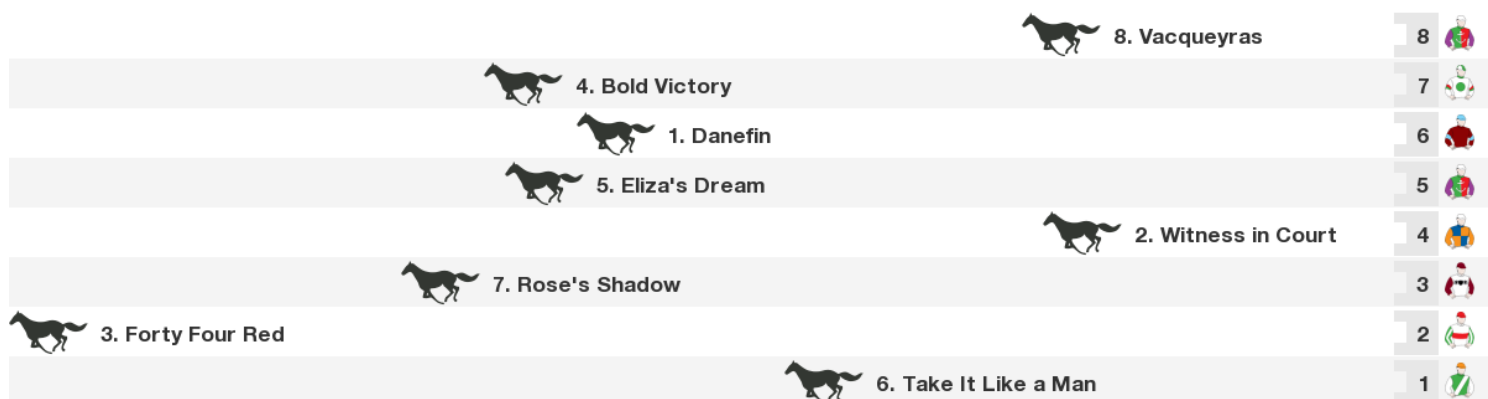 8. Vacqueyras 8
4. Bold Victory 7
1. Danefin 6
5. Eliza's Dream 5
2. Witness in Court 4
7. Rose's Shadow 3
3. Forty Four Red 2
6. Take It Like a Man 1